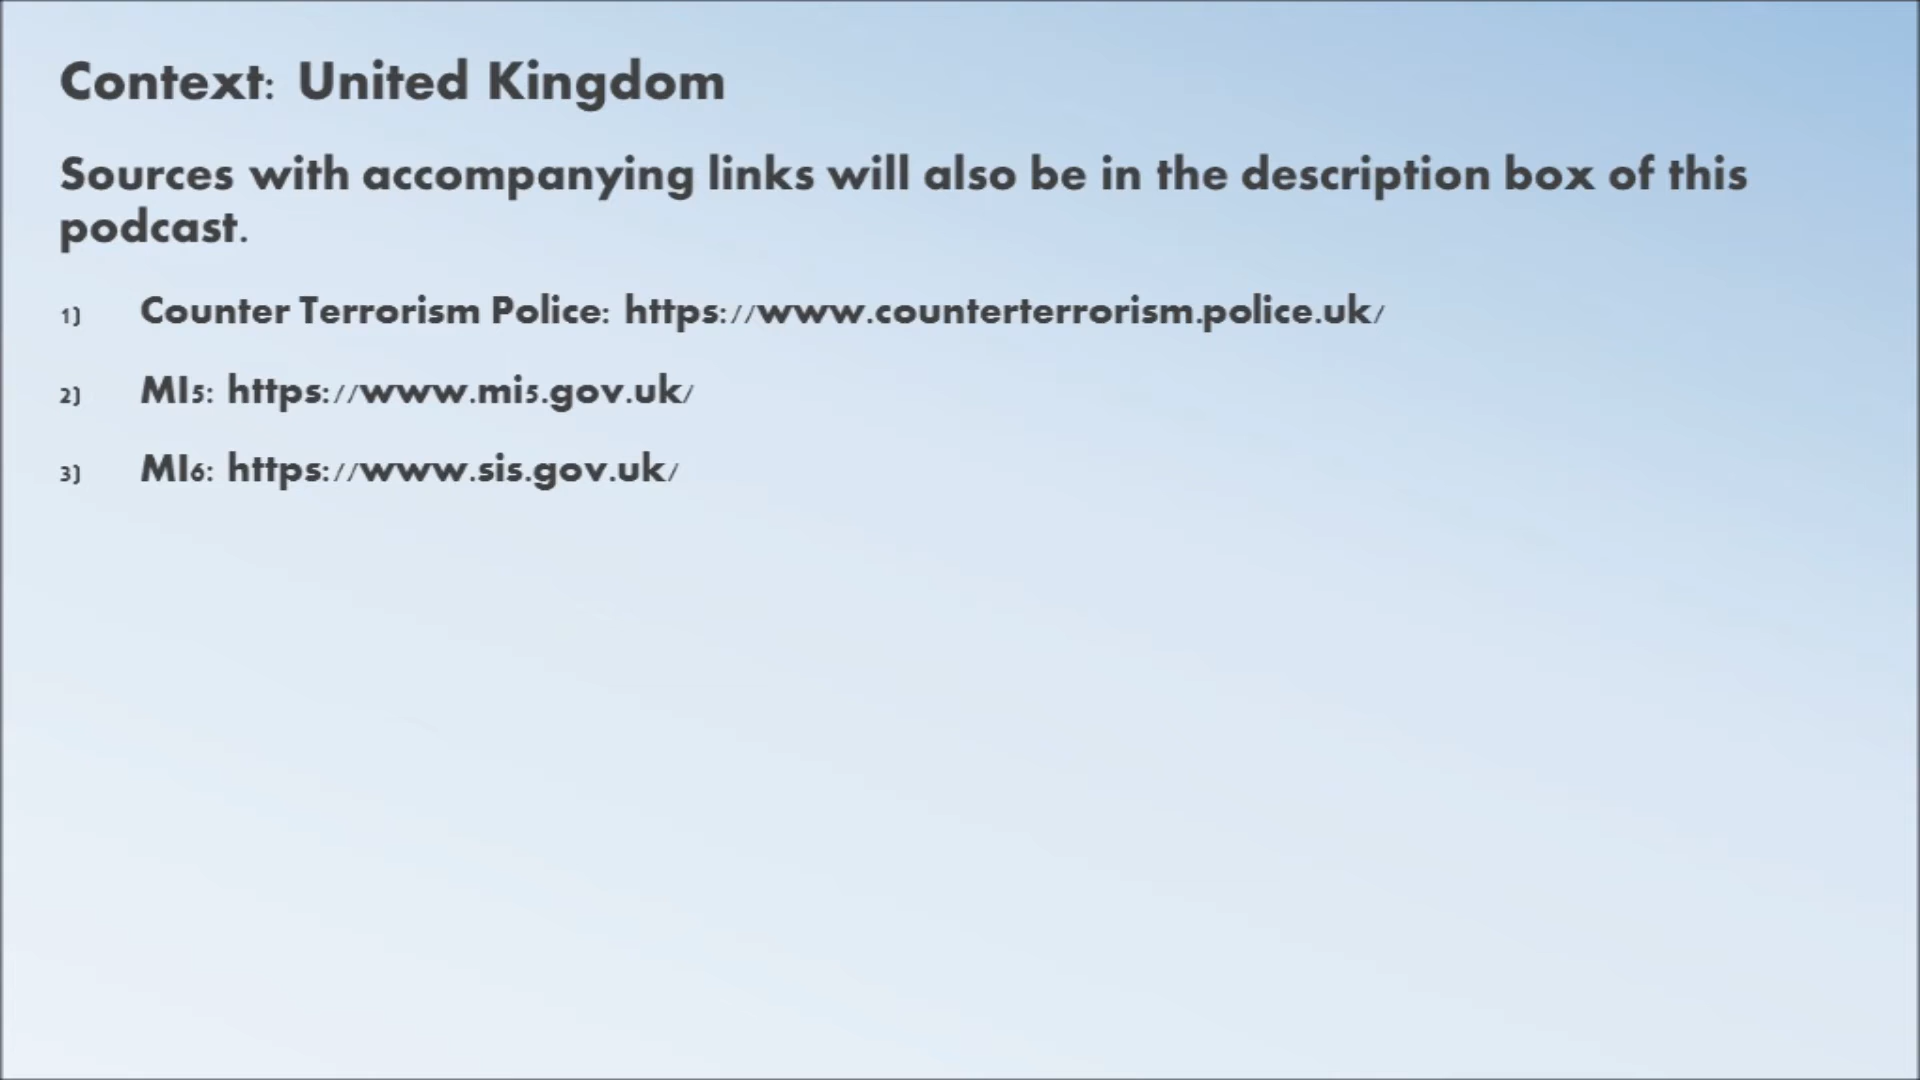 Context: United Kingdom
Sources with accompanying links will also be in the description box of this
podcast.
1) Counter Terrorism Police: https://www.counterterrorism.police.uk/
2) MI5: https://www.mi5.gov.uk/
3) MI6: https://www.sis.gov.uk/